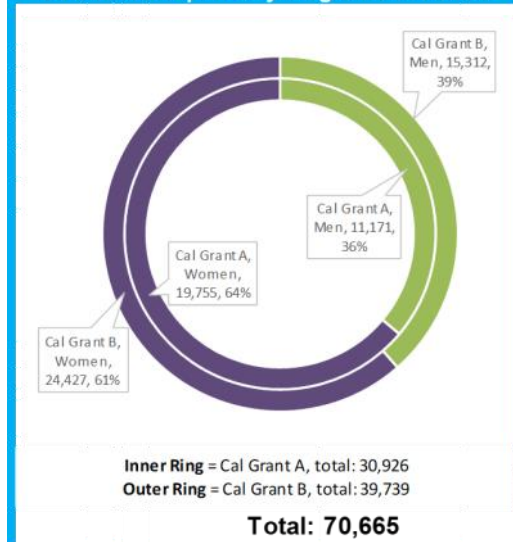 Cal Grant B,
Men, 15,312,
39%
Cal Grant A,
Men, 11,171,
36%
Cal Grant A,
Women,
19,755, 64%
Cal Grant B,
Women,
24,427, 61%
Inner Ring = Cal Grant A, total: 30,926
Outer Ring = Cal Grant B, total: 39,739
Total: 70,665